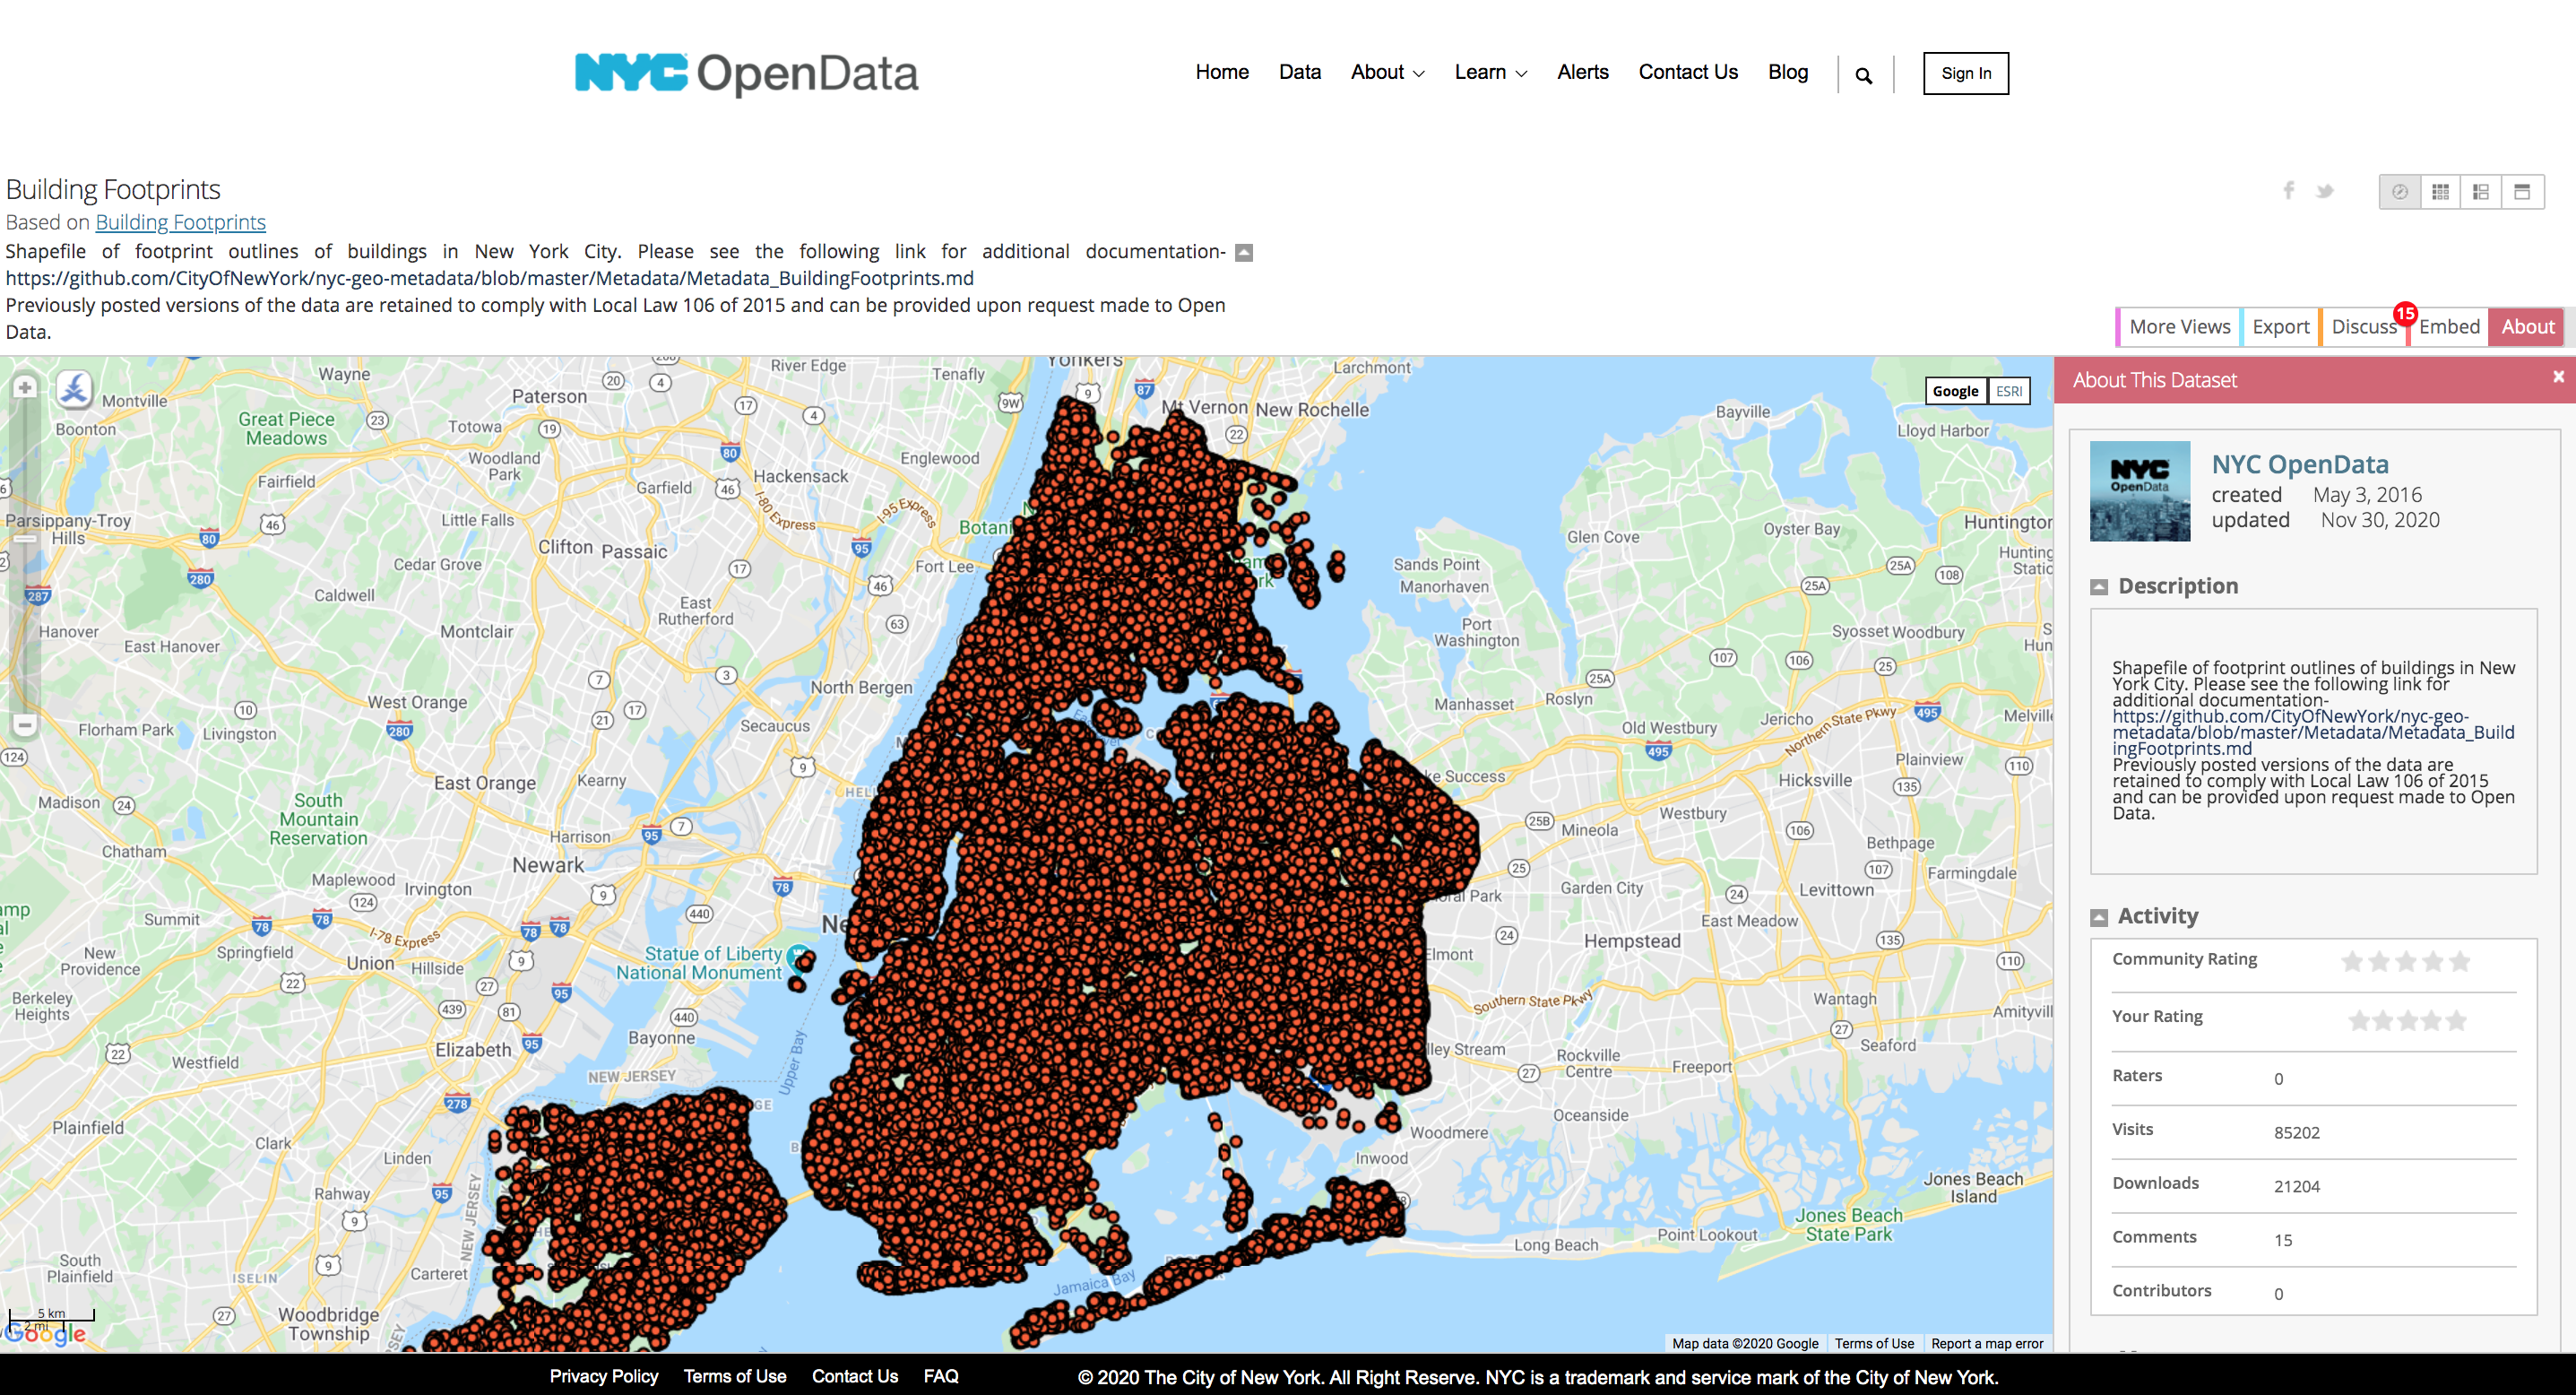 NYC OpenData
Home Data About Learn Alerts Contact Us Blog Sign In
Building Footprints
Based on Building Footprints
Shapefile of footprint outlines of buildings in New York City. Please see the following link for additional documentation-
https://github.com/CityOfNewYork/nyc-geo-metadata/blob/master/Metadata/Metadata_BuildingFootprints.md
Previously posted versions of the data are retained to comply with Local Law 106 of 2015 and can be provided upon request made to Open
Data.
More Views Export Discuss 15 Embed About
Google ESRI
Yonkers
River Edge
Larchmont
Wayne
Tenafly
Paterson
Montville
Mt Vernon New Rochelle
Bayville
Great Piece
Meadows
Boonton
Totowa
Lloyd Harbor
Woodland
Park
Englewood
Hackensack
Fairfield
Garfield
I-80 Express
I-95 Express
Parsippany-Troy
Hills
Little Falls
Botani
Oyster Bay
Glen Cove
Clifton Passaic
Cedar Grove
Fort Lee
Sands Point
Manorhaven
Caldwell
East
Rutherford
Hanover
Montclair
East Hanover
Port
Washington
Syosset Woodbury
North Bergen
West Orange
Manhasset
Roslyn
Secaucus
Florham Park
Livingston
Old Westbury
Jericho
Northern State Pkwy
Melville
Plainview
East Orange
Kearny
Hicksville
ke Success
Madison
South
Mountain
Reservation
Harrison
Mineola
Westbury
Bethpage
Chatham
Newark
Maplewood
Irvington
Garden City
Levittown
Farmingdale
Summit
East Meadow
I-78 Express
Springfield
Union
Hillside
New
Providence
Statue of Liberty
National Monument
Hempstead
Elmont
Berkeley
Heights
Southern State Pkwy
Wantagh
Amityvill
Bayonne
Elizabeth
Westfield
Upper Bay
Seaford
lley Stream
Rockville
Centre
Freeport
NEW JERSEY
Plainfield
Oceanside
Clark
Linden
Woodmere
Inwood
Rahway
NEW JERSEY
Jones Beach
Island
Jones Beach
State Park
Point Lookout
Long Beach
South
Plainfield
ISELIN
Carteret
Jamaica Bay
Woodbridge
Township
5 km
2 mi
Google
Map data ©2020 Google Terms of Use Report a map error
About This Dataset
NYC
OpenData
NYC OpenData
created May 3, 2016
updated Nov 30, 2020
Description
Shapefile of footprint outlines of buildings in New
York City. Please see the following link for
additional documentation-
https://github.com/CityOfNewYork/nyc-geo-
metadata/blob/master/Metadata/Metadata_Build
ingFootprints.md
Previously posted versions of the data are
retained to comply with Local Law 106 of 2015
and can be provided upon request made to Open
Data.
Activity
Community Rating
Your Rating
Raters 0
Visits 85202
Downloads 21204
Comments 15
Contributors 0
Privacy Policy Terms of Use Contact Us FAQ © 2020 The City of New York. All Right Reserve. NYC is a trademark and service mark of the City of New York.